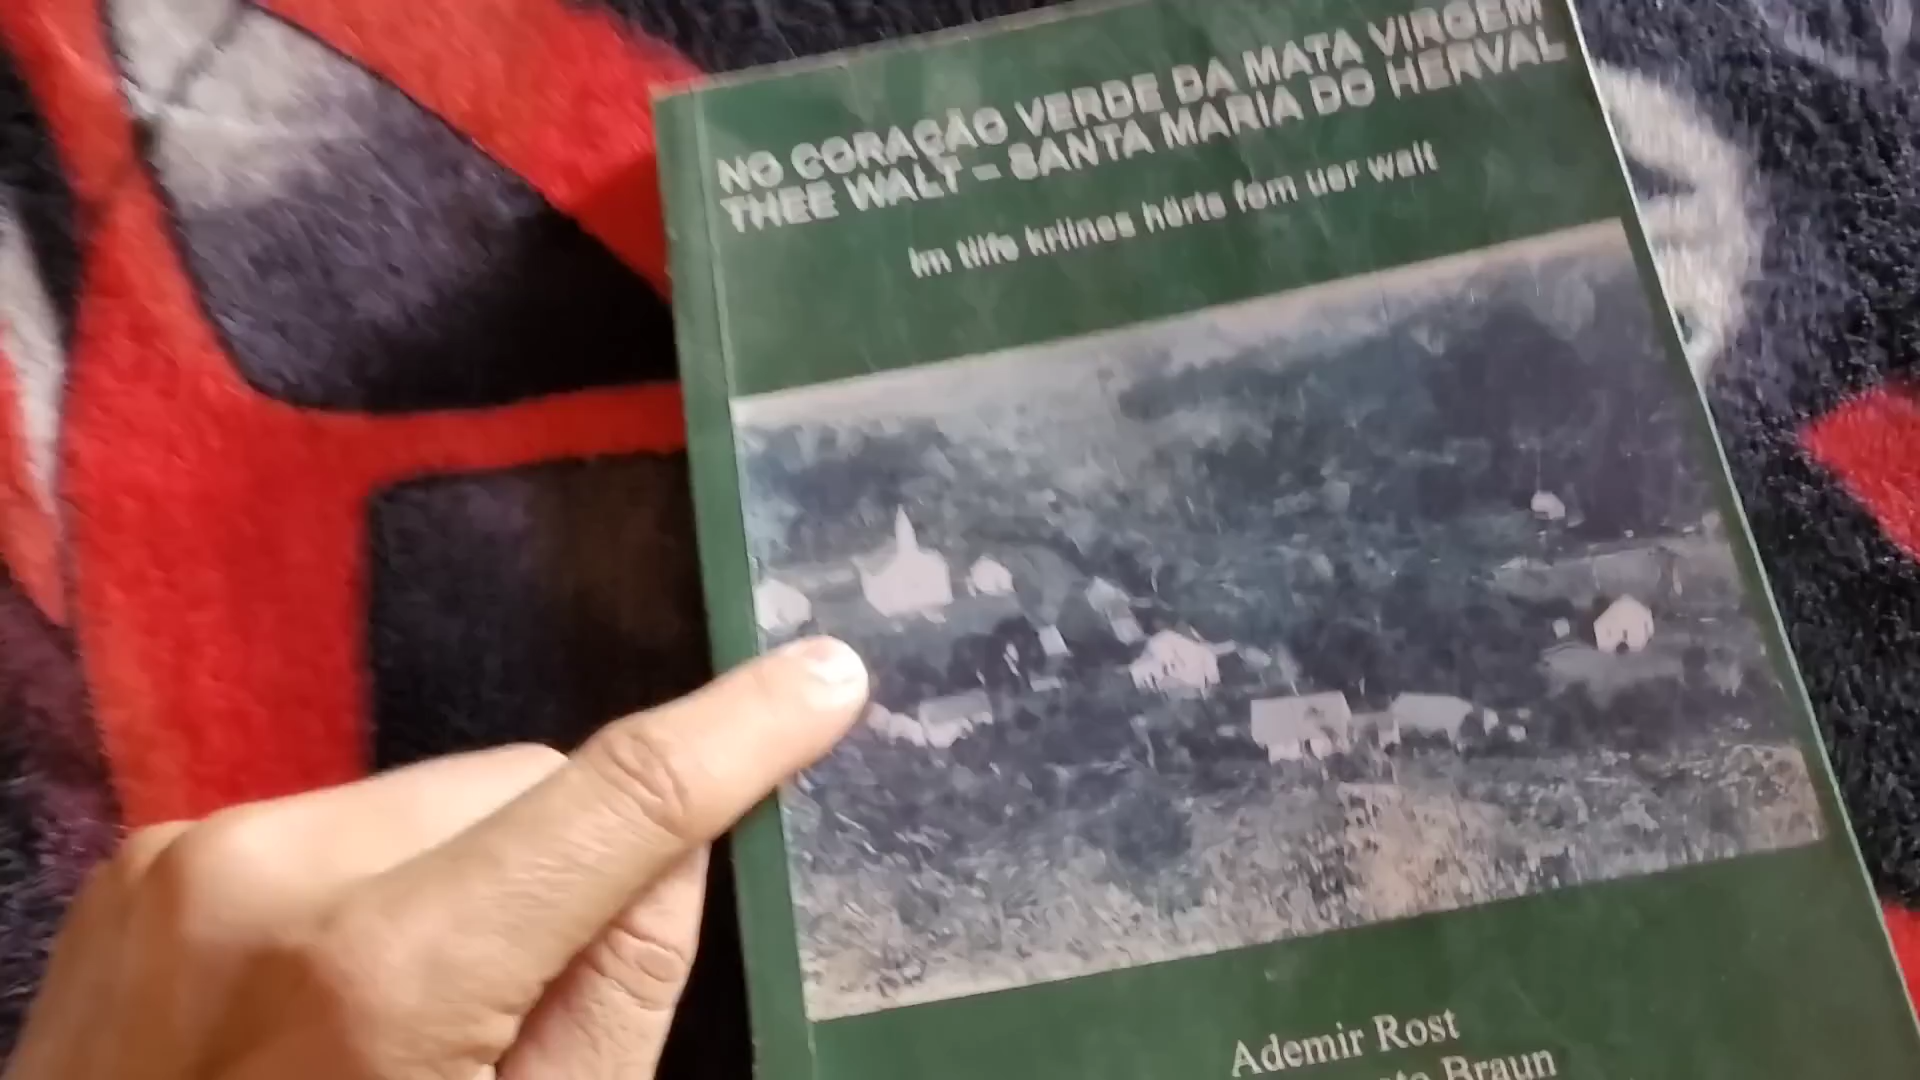 NO CORAÇÃO VERDE DA MATA VIRGEM
THEE WALT - SANTA MARIA DO HERVAL
im tiife kriines härts fom uer walt
Ademir Rost
Braun